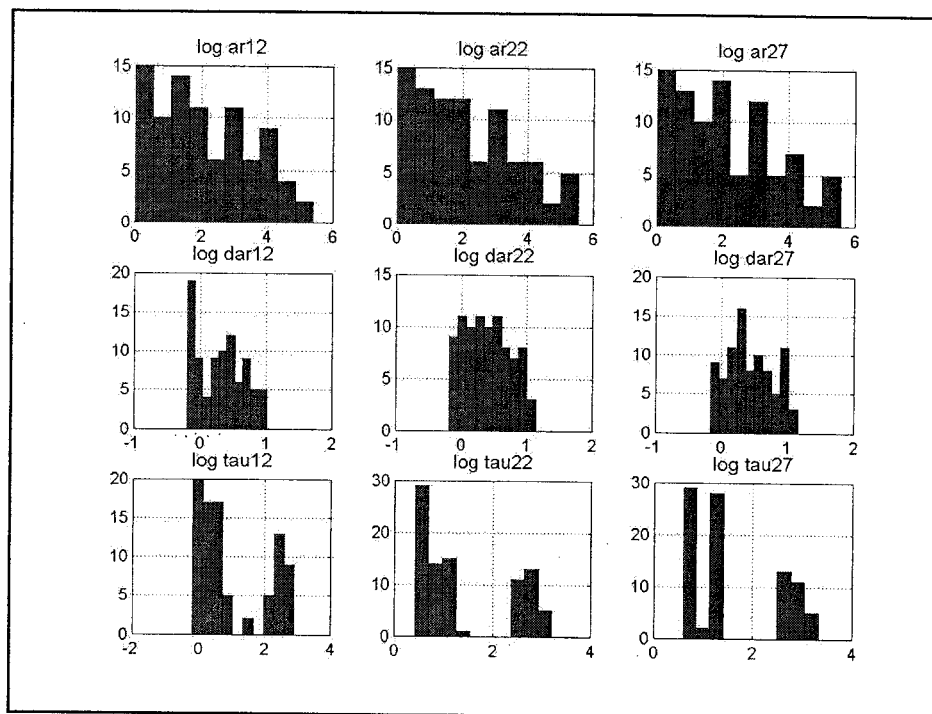 log ar12 log ar22 log ar27
15 15 15
10 10 10
5 5 5
0 0 0
0 2 4 6 0 2 4 6 0 2 4 6
log dar12 log dar22 log dar27
20 15 20
15 10 15
10 5 10
5 0 5
0 0
-1 0 1 2 -1 0 1 2 -1 0 1 2
log tau12 log tau22 log tau27
20 30 30
15 20 20
10 10 10
5 0 0
0
-2 0 2 4 0 2 4 0 2 4